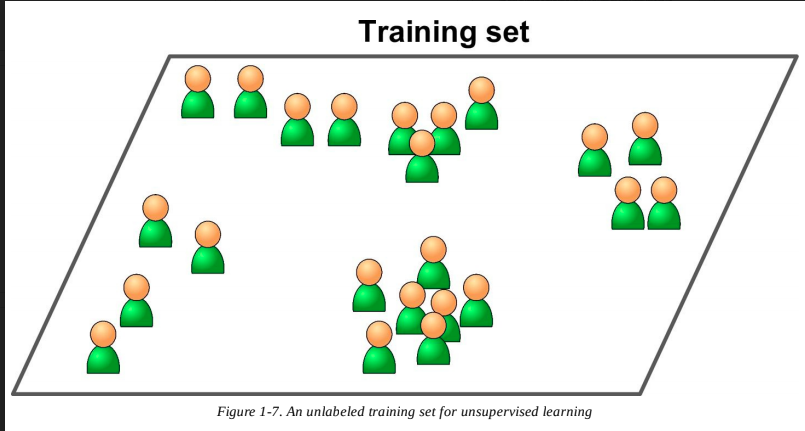 Training set
Figure 1-7. An unlabeled training set for unsupervised learning